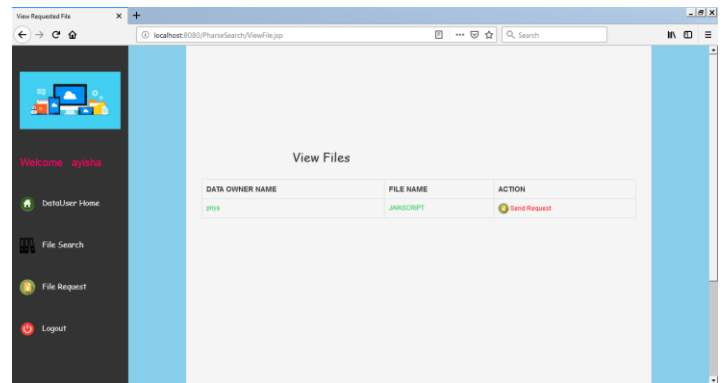 View Requested File
localhost:8080/PharseSearch/ViewFile.jsp
Search
Welcome ayisha
DataUser Home
File Search
File Request
Logout
View Files
DATA OWNER NAME FILE NAME ACTION
priya JAVASCRIPT Send Request